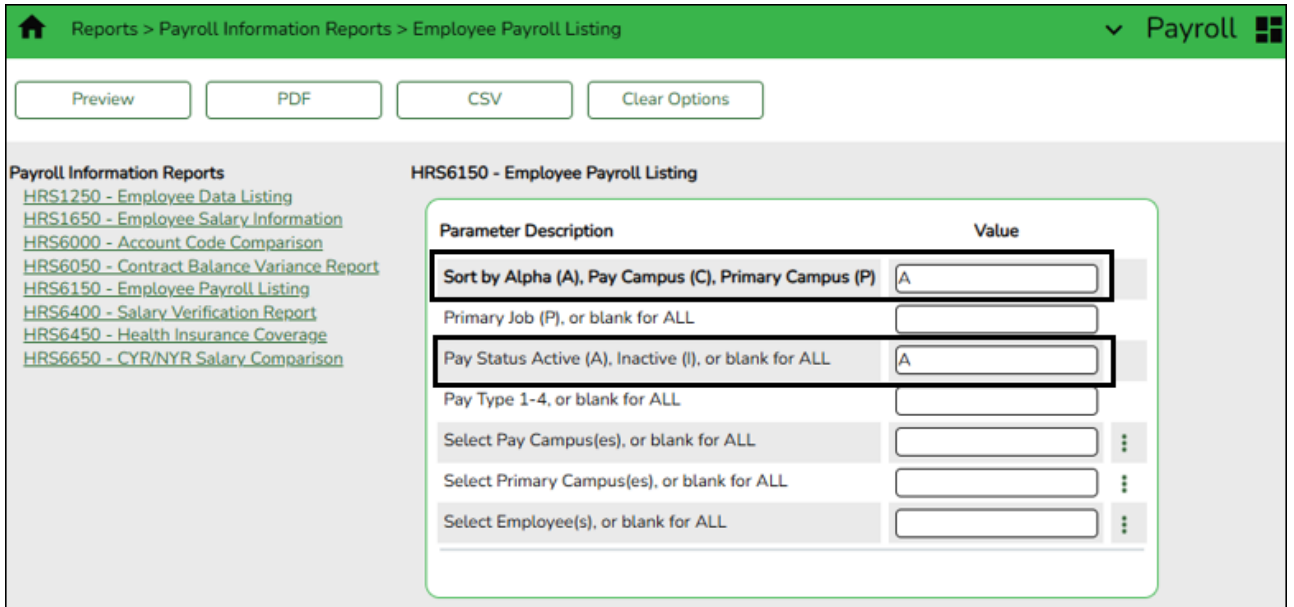 Reports > Payroll Information Reports > Employee Payroll Listing
Payroll
Preview
PDF
CSV
Clear Options
Payroll Information Reports
HRS1250 - Employee Data Listing
HRS1650 - Employee Salary Information
HRS6000 - Account Code Comparison
HRS6050 - Contract Balance Variance Report
HRS6150 - Employee Payroll Listing
HRS6400 - Salary Verification Report
HRS6450 - Health Insurance Coverage
HRS6650 - CYR/NYR Salary Comparison
HRS6150 - Employee Payroll Listing
Parameter Description Value
Sort by Alpha (A), Pay Campus (C), Primary Campus (P) A
Primary Job (P), or blank for ALL
Pay Status Active (A), Inactive (I), or blank for ALL A
Pay Type 1-4, or blank for ALL
Select Pay Campus(es), or blank for ALL
Select Primary Campus(es), or blank for ALL
Select Employee(s), or blank for ALL